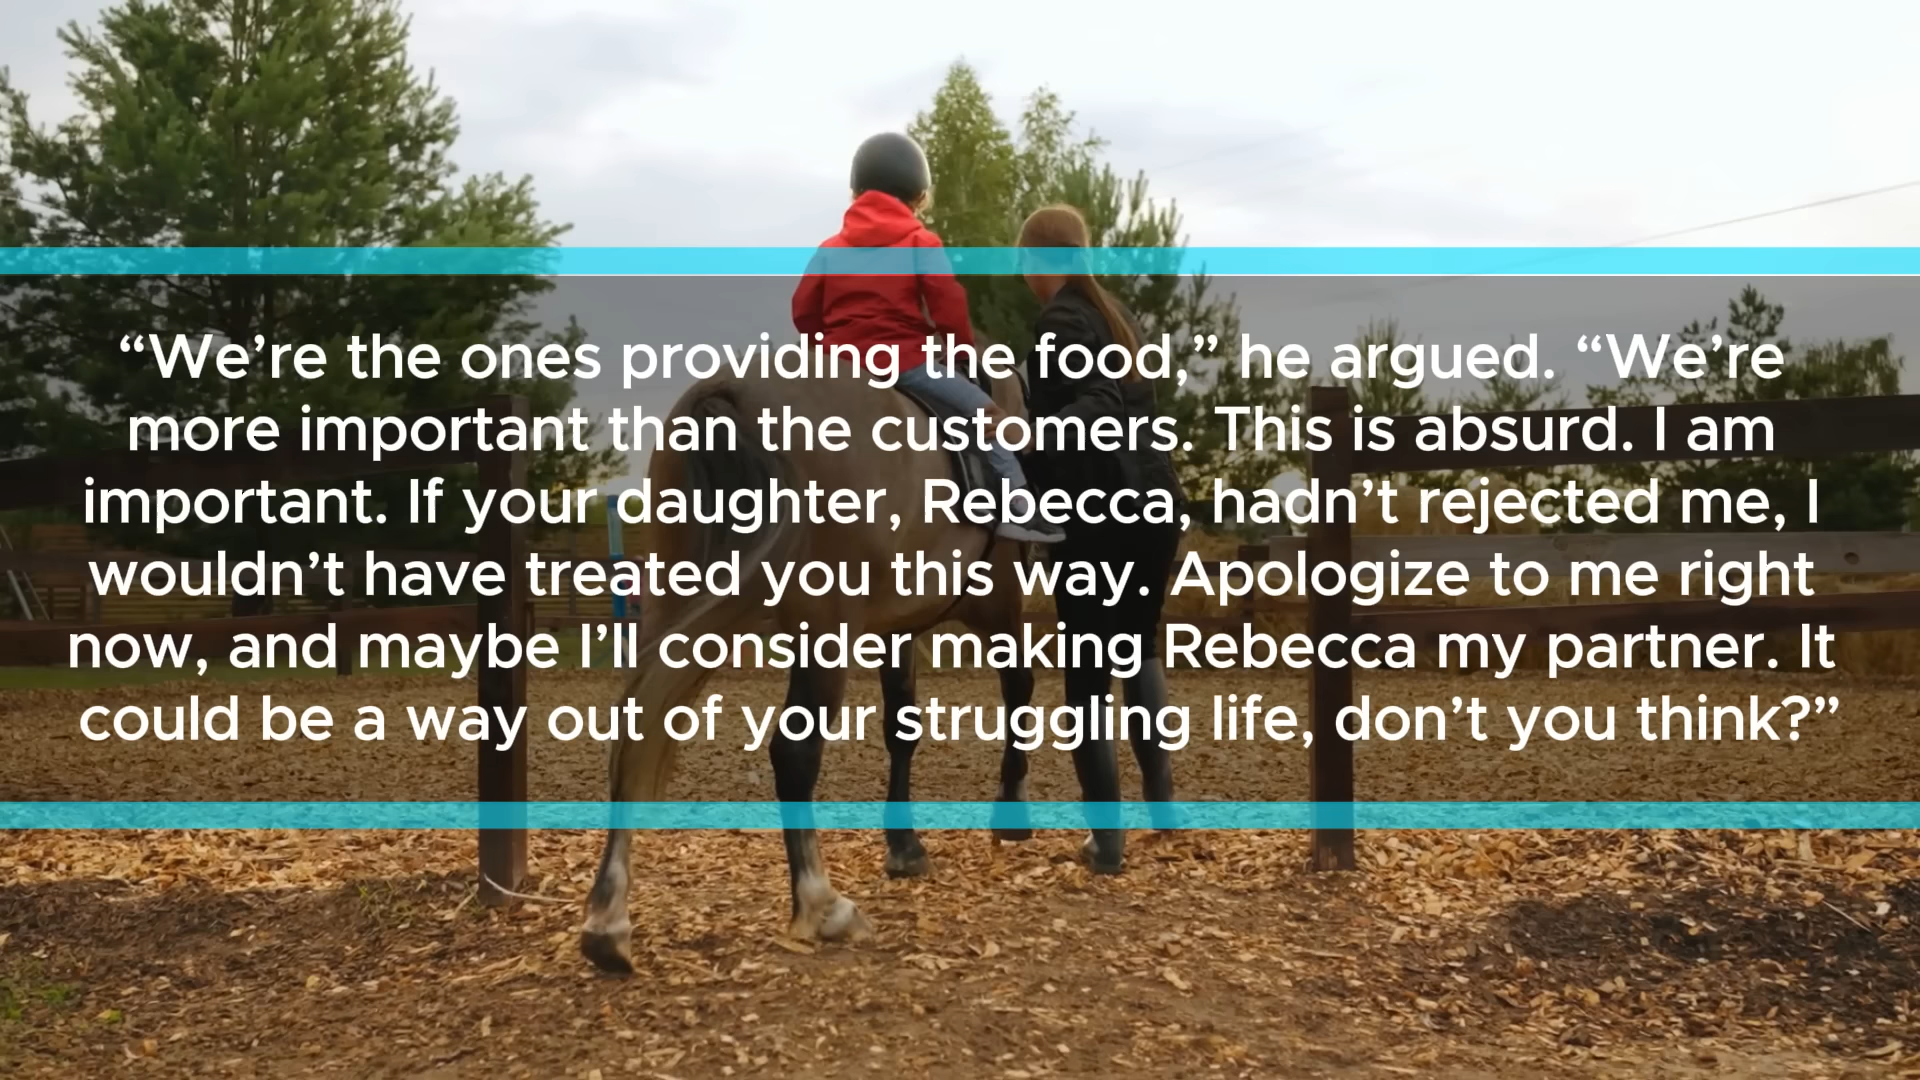 “We’re the ones providing the food,” he argued. “We’re
more important than the customers. This is absurd. I am
important. If your daughter, Rebecca, hadn’t rejected me, I
wouldn’t have treated you this way. Apologize to me right
now, and maybe I’ll consider making Rebecca my partner. It
could be a way out of your struggling life, don’t you think?”